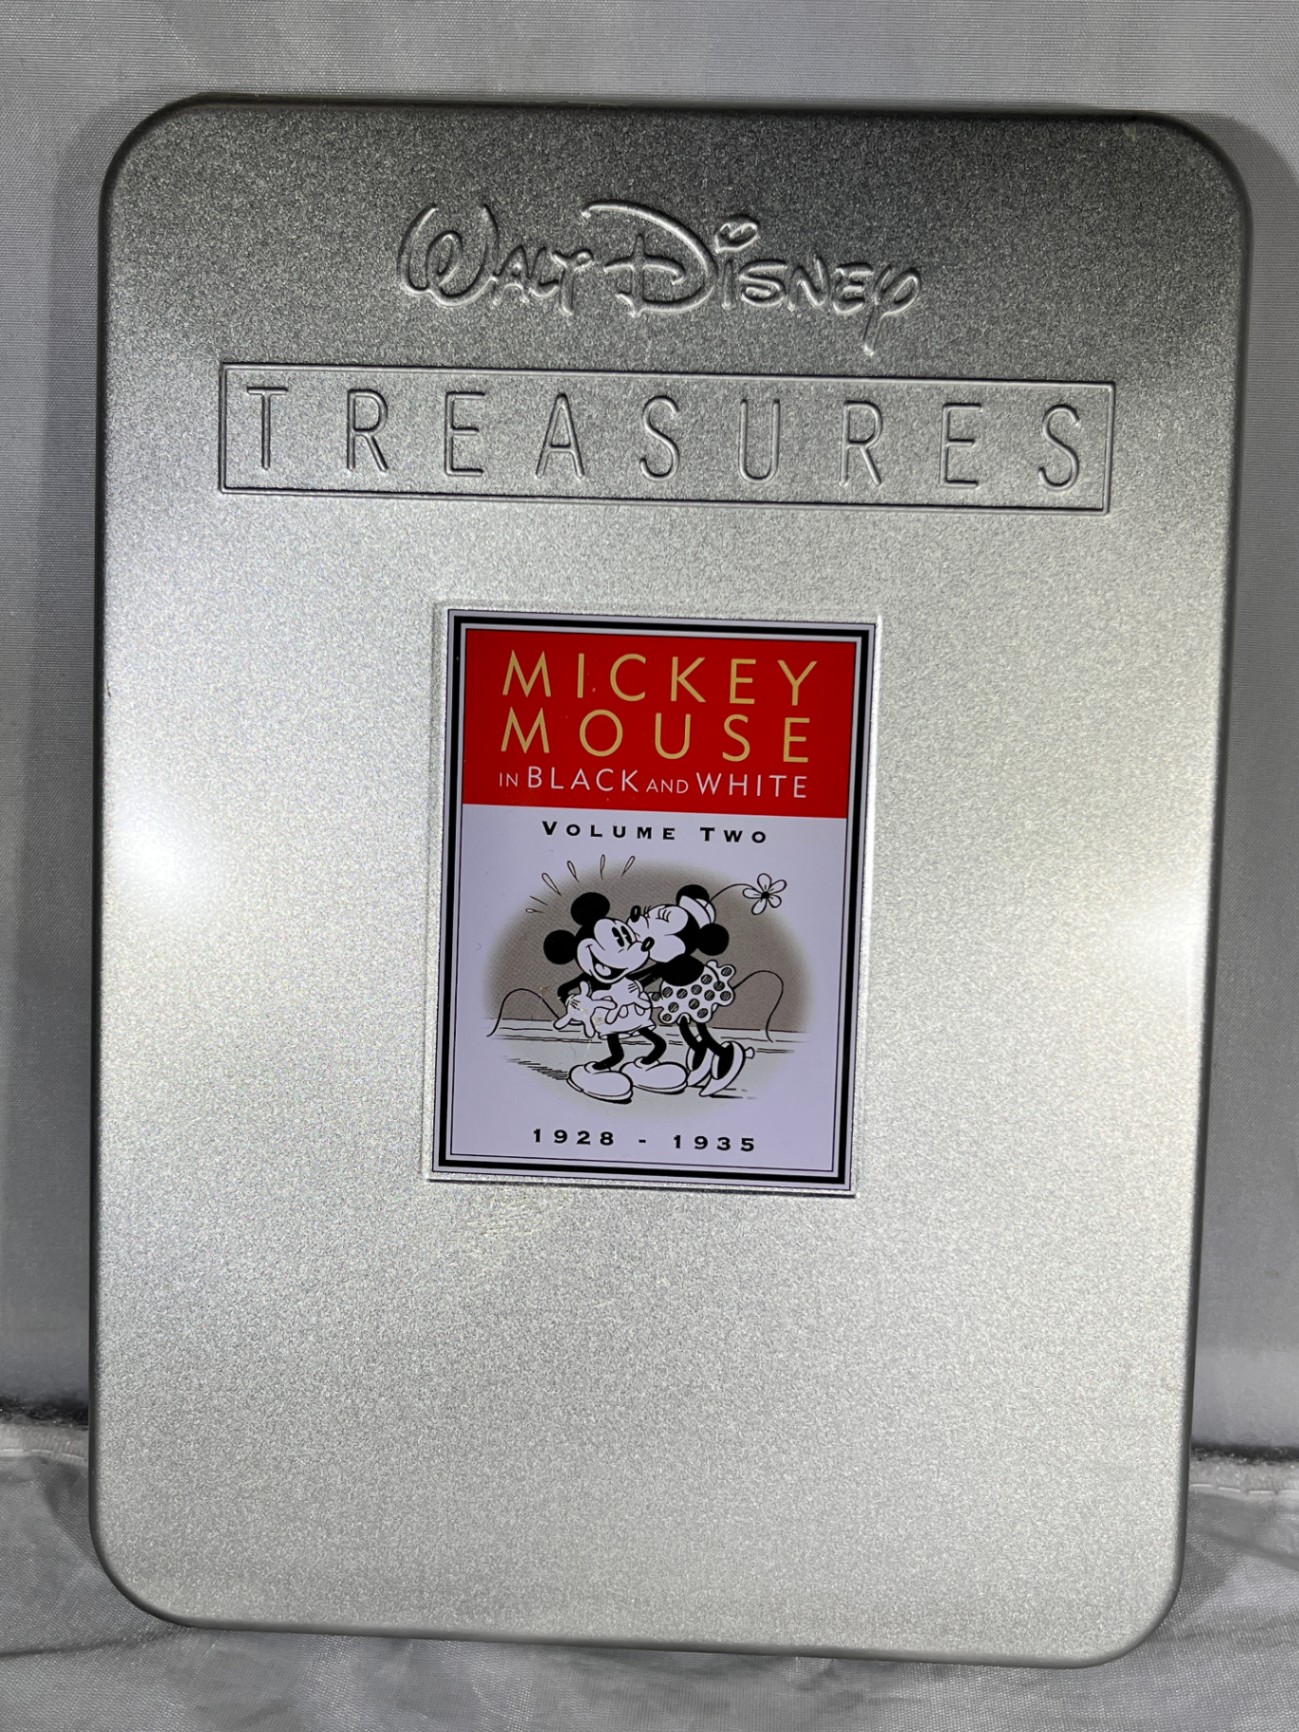 WALT DISNEY
TREASURES
MICKEY
MOUSE
IN BLACK AND WHITE
VOLUME TWO
1928 - 1935